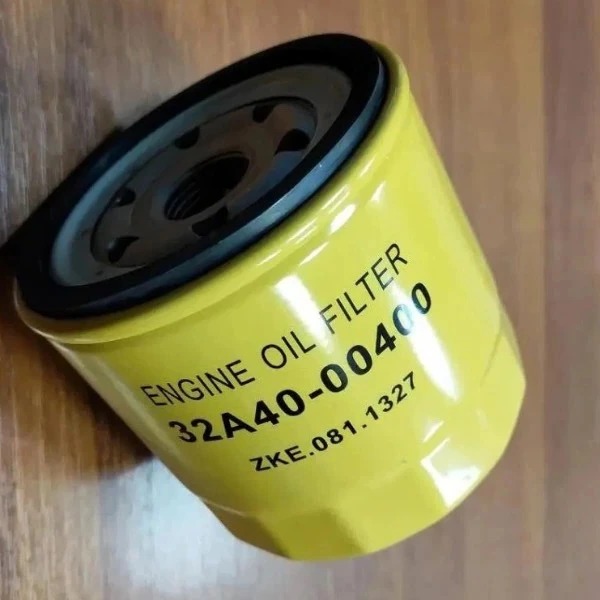 ENGINE OIL FILTER
32A40-00400
ZKE.081.1327